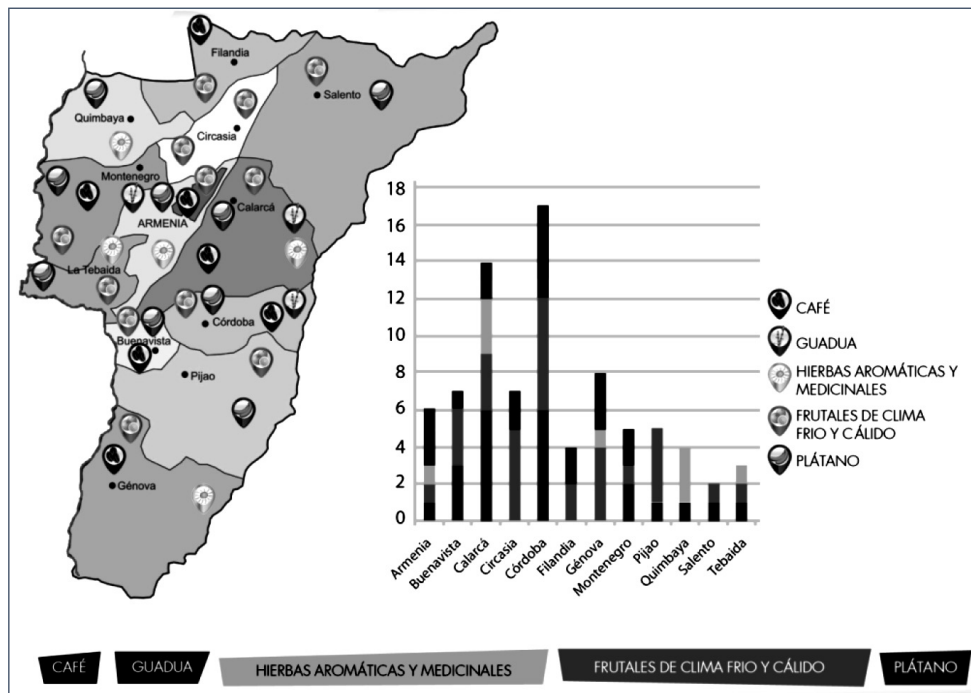 Filandia
Salento
Quimbaya
Circasia
Montenegro
ARMENIA
Calarcá
La Tebaida
Córdoba
Buenavista
Pijao
Génova
18
16
14
12
10
8
6
4
2
0
Armenia
Buenavista
Calarcá
Circasia
Córdoba
Filandia
Génova
Montenegro
Pijao
Quimbaya
Salento
Tebaida
CAFÉ
GUADUA
HIERBAS AROMÁTICAS Y
MEDICINALES
FRUTALES DE CLIMA
FRIO Y CÁLIDO
PLÁTANO
CAFÉ
GUADUA
HIERBAS AROMÁTICAS Y MEDICINALES
FRUTALES DE CLIMA FRIO Y CÁLIDO
PLÁTANO